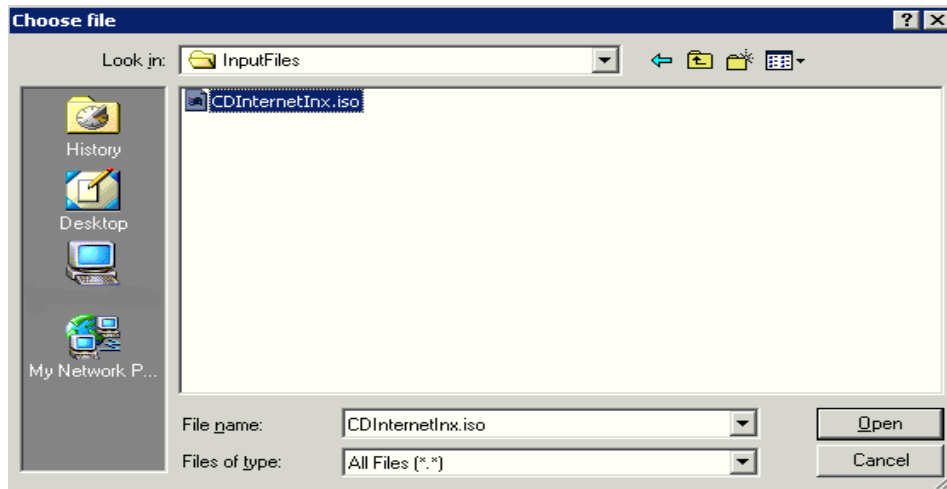 Choose file
Look in: InputFiles
CDInternetInx.iso
History
Desktop
My Network P...
File name: CDInternetInx.iso Open
Files of type: All Files (*.*) Cancel